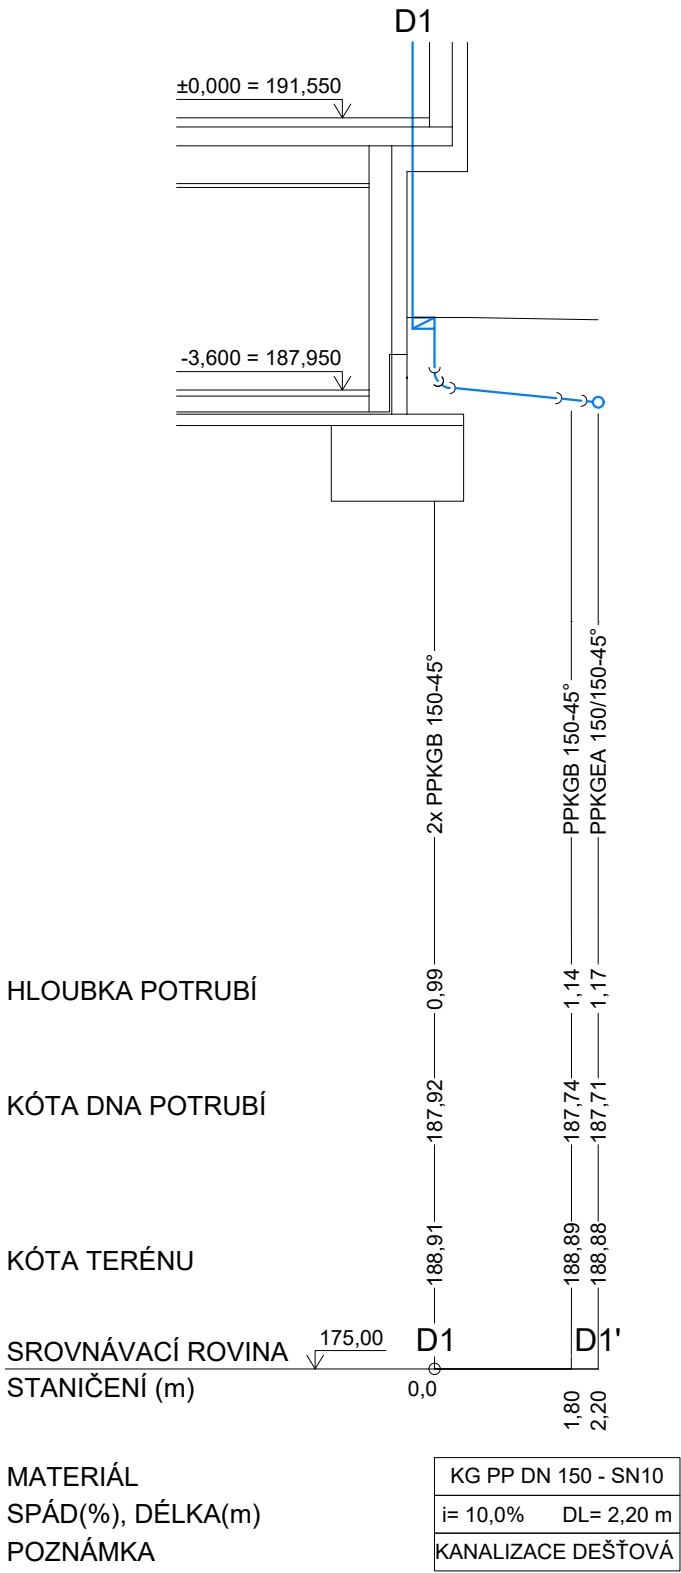 D1
±0,000 = 191,550
-3,600 = 187,950
2x PPKGB 150-45°
PPKGB 150-45°
PPKGEA 150/150-45°
HLOUBKA POTRUBÍ
0,99
1,14
1,17
KÓTA DNA POTRUBÍ
187,92
187,74
187,71
KÓTA TERÉNU
188,91
188,89
188,88
SROVNÁVACÍ ROVINA
175,00
D1
D1'
STANIČENÍ (m)
0,0
1,80
2,20
MATERIÁL
KG PP DN 150 - SN10
SPÁD(%), DÉLKA(m)
i= 10,0% DL= 2,20 m
POZNÁMKA
KANALIZACE DEŠŤOVÁ